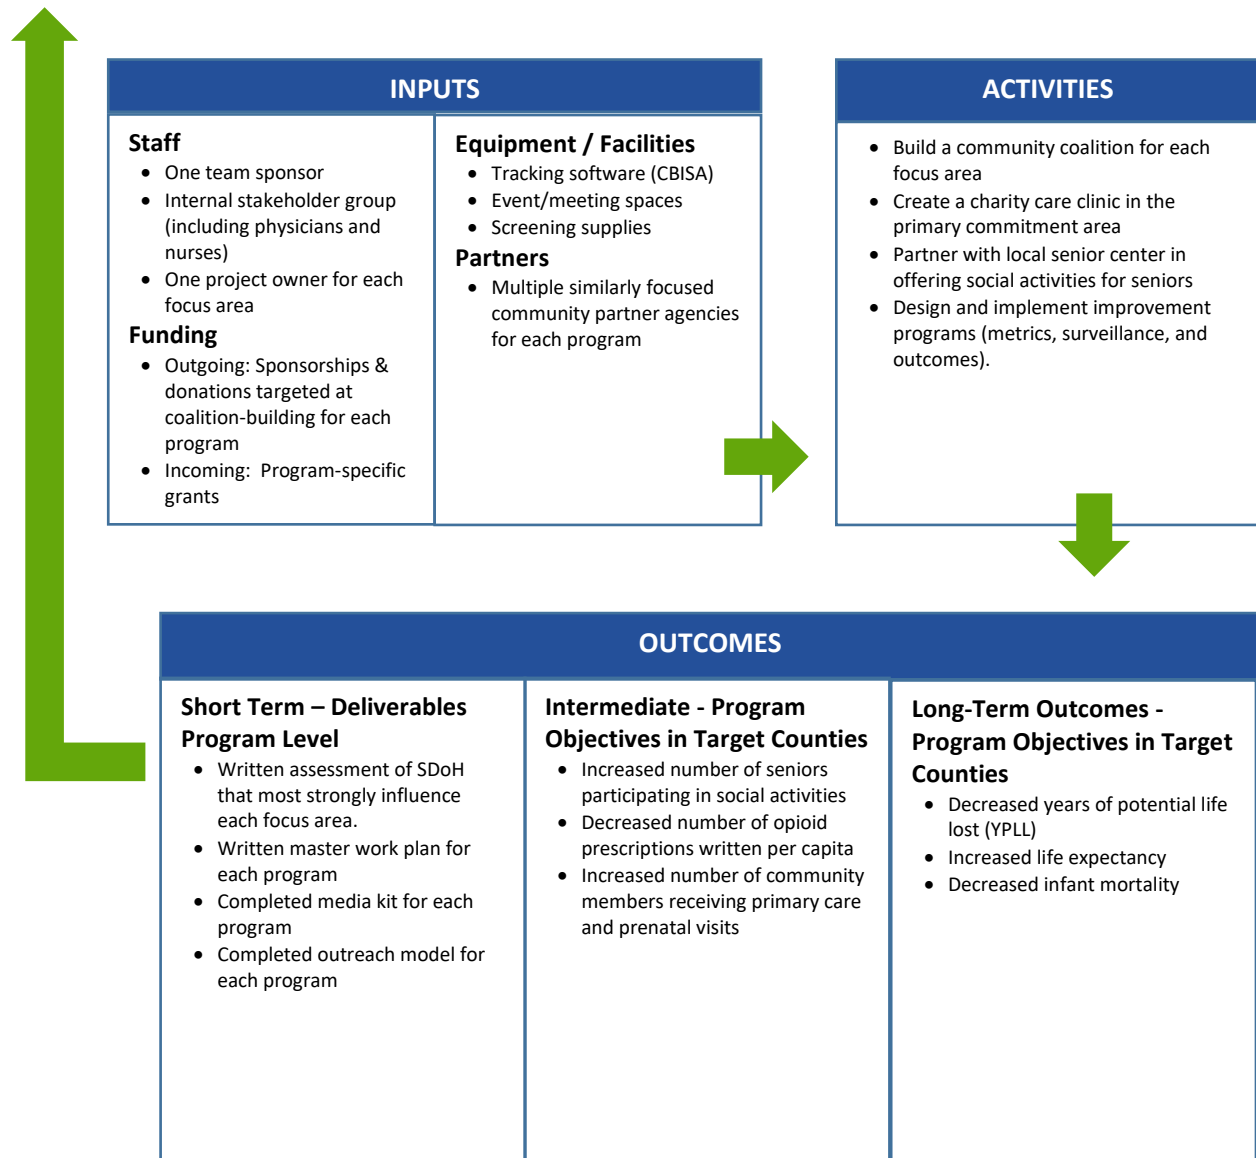 INPUTS
Staff
• One team sponsor
• Internal stakeholder group
(including physicians and
nurses)
• One project owner for each
focus area
Funding
• Outgoing: Sponsorships &
donations targeted at
coalition-building for each
program
• Incoming: Program-specific
grants
Equipment / Facilities
• Tracking software (CBISA)
• Event/meeting spaces
• Screening supplies
Partners
• Multiple similarly focused
community partner agencies
for each program
ACTIVITIES
• Build a community coalition for each
focus area
• Create a charity care clinic in the
primary commitment area
• Partner with local senior center in
offering social activities for seniors
• Design and implement improvement
programs (metrics, surveillance, and
outcomes).
OUTCOMES
Short Term – Deliverables
Program Level
• Written assessment of SDoH
that most strongly influence
each focus area.
• Written master work plan for
each program
• Completed media kit for each
program
• Completed outreach model for
each program
Intermediate - Program
Objectives in Target Counties
• Increased number of seniors
participating in social activities
• Decreased number of opioid
prescriptions written per capita
• Increased number of community
members receiving primary care
and prenatal visits
Long-Term Outcomes -
Program Objectives in Target
Counties
• Decreased years of potential life
lost (YPLL)
• Increased life expectancy
• Decreased infant mortality